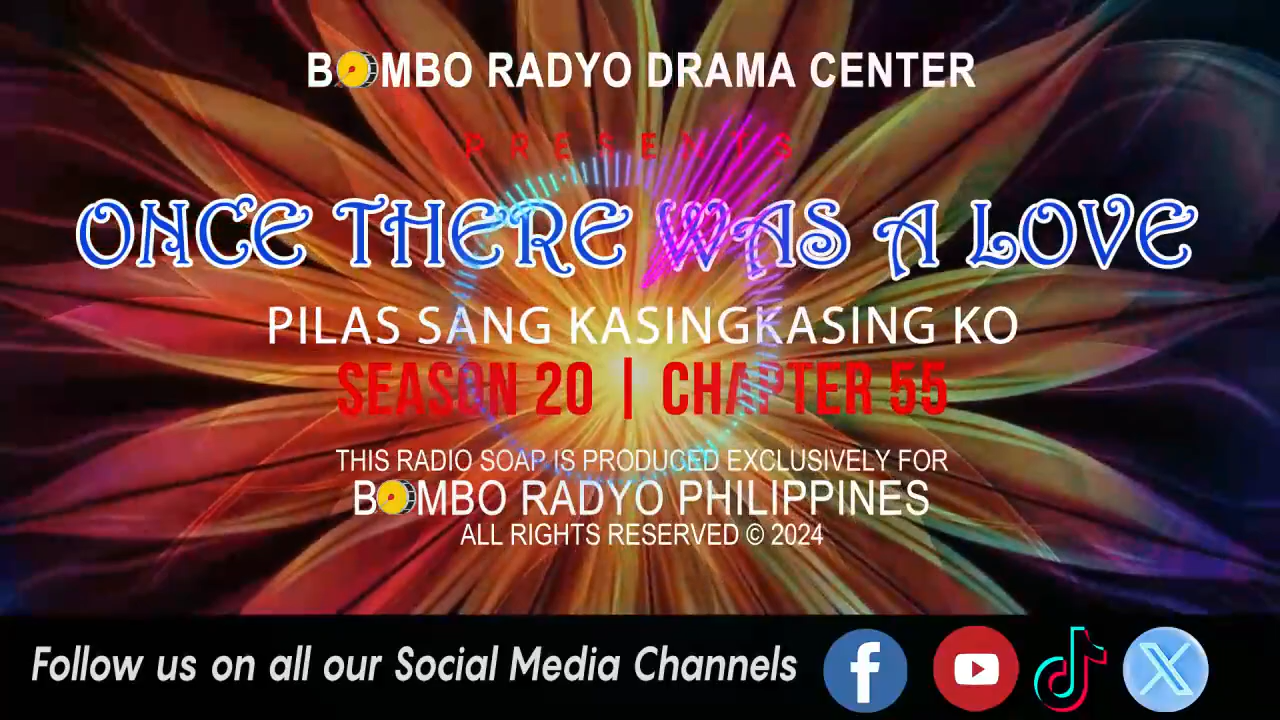 BOMBO RADYO DRAMA CENTER
PRESENTS
ONCE THERE WAS A LOVE
PILAS SANG KASINGKASING KO
SEASON 20 | CHAPTER 55
THIS RADIO SOAP IS PRODUCED EXCLUSIVELY FOR
BOMBO RADYO PHILIPPINES
ALL RIGHTS RESERVED © 2024
Follow us on all our Social Media Channels